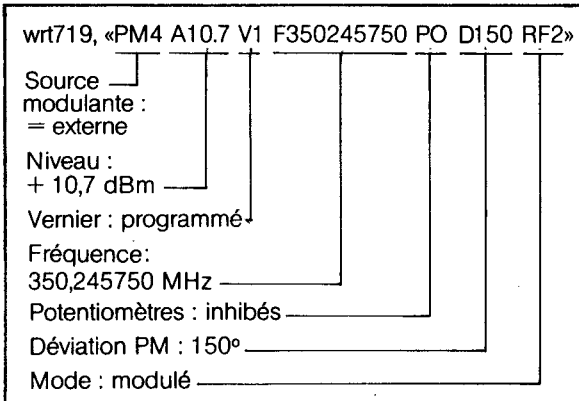 wrt719, «PM4 A10.7 V1 F350245750 PO D150 RF2»
Source
modulante :
= externe
Niveau :
+ 10,7 dBm
Vernier : programmé
Fréquence:
350,245750 MHz
Potentiomètres : inhibés
Déviation PM : 150º
Mode : modulé